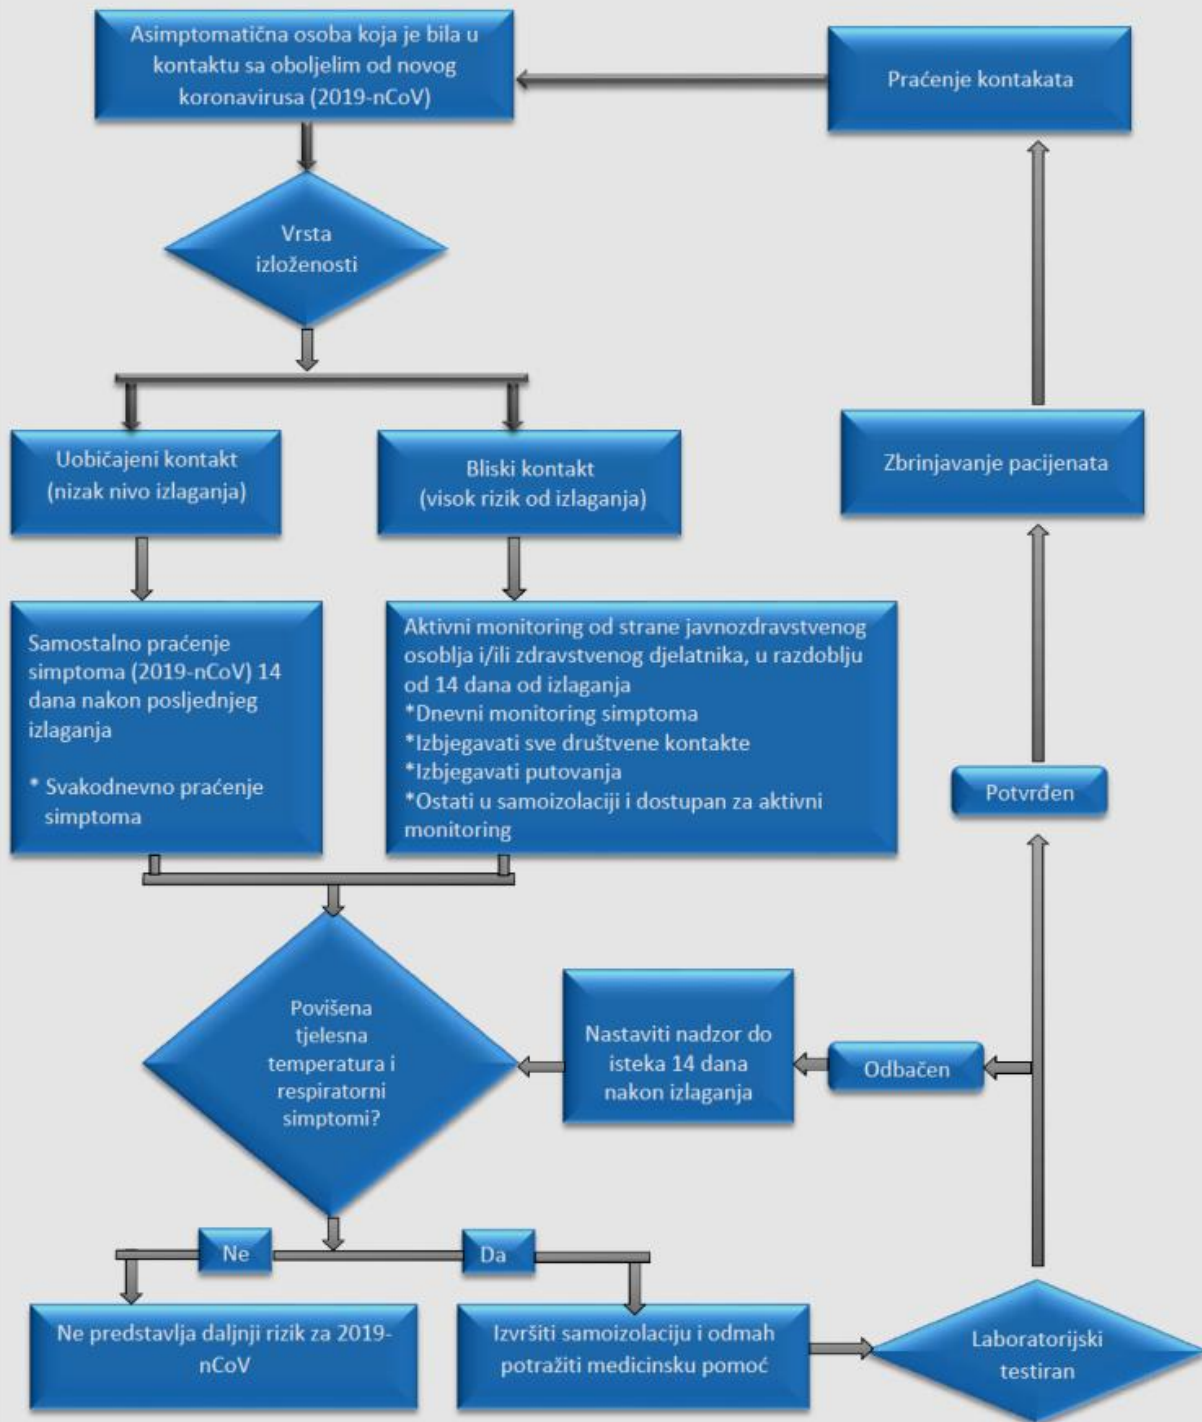 Asimptomatična osoba koja je bila u
kontaktu sa oboljelim od novog
koronavirusa (2019-nCoV)
Praćenje kontakata
Vrsta
izloženosti
Uobičajeni kontakt
(nizak nivo izlaganja)
Bliski kontakt
(visok rizik od izlaganja)
Zbrinjavanje pacijenata
Samostalno praćenje
simptoma (2019-nCoV) 14
dana nakon posljednjeg
izlaganja
* Svakodnevno praćenje
simptoma
Aktivni monitoring od strane javnozdravstvenog
osoblja i/ili zdravstvenog djelatnika, u razdoblju
od 14 dana od izlaganja
*Dnevni monitoring simptoma
*Izbjegavati sve društvene kontakte
*Izbjegavati putovanja
*Ostati u samoizolaciji i dostupan za aktivni
monitoring
Potvrđen
Povišena
tjelesna
temperatura i
respiratorni
simptomi?
Nastaviti nadzor do
isteka 14 dana
nakon izlaganja
Odbačen
Ne
Da
Ne predstavlja daljnji rizik za 2019-
nCoV
Izvršiti samoizolaciju i odmah
potražiti medicinsku pomoć
Laboratorijski
testiran